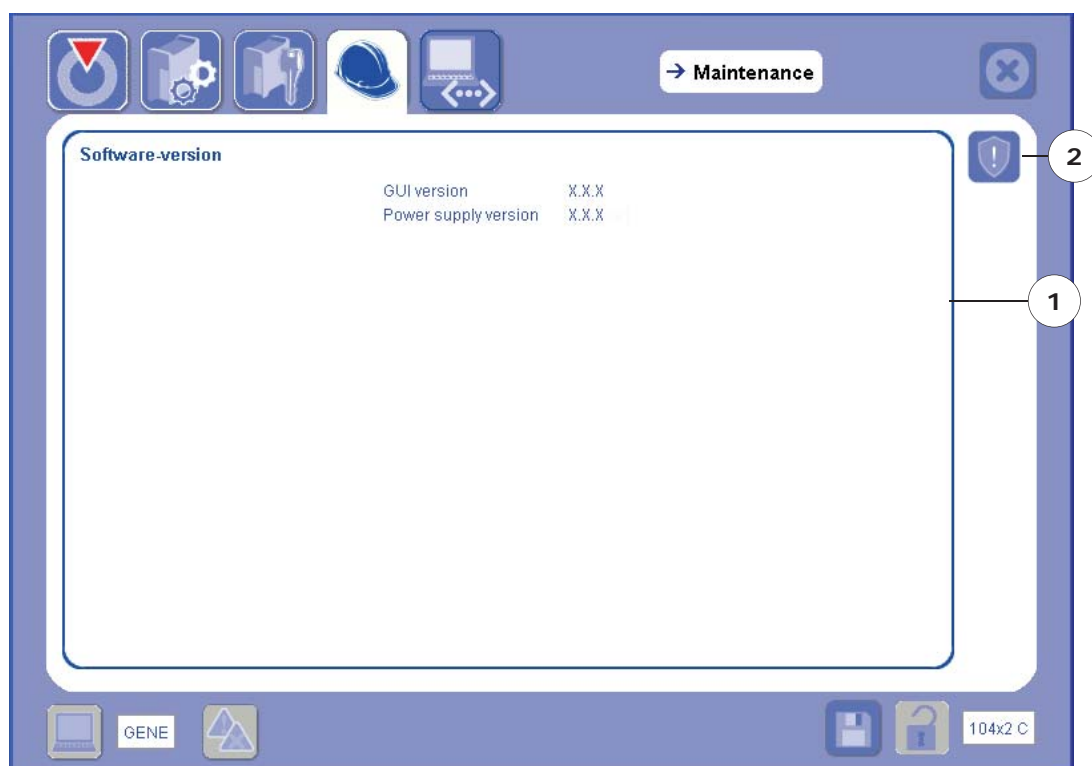 → Maintenance
Software-version
2
GUI version X.X.X
Power supply version X.X.X
1
GENE
104x2 C